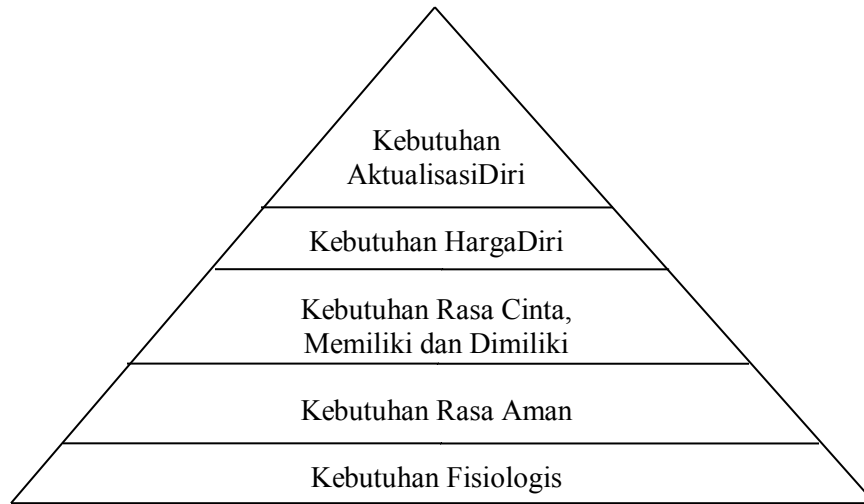 Kebutuhan
AktualisasiDiri
Kebutuhan HargaDiri
Kebutuhan Rasa Cinta,
Memiliki dan Dimiliki
Kebutuhan Rasa Aman
Kebutuhan Fisiologis